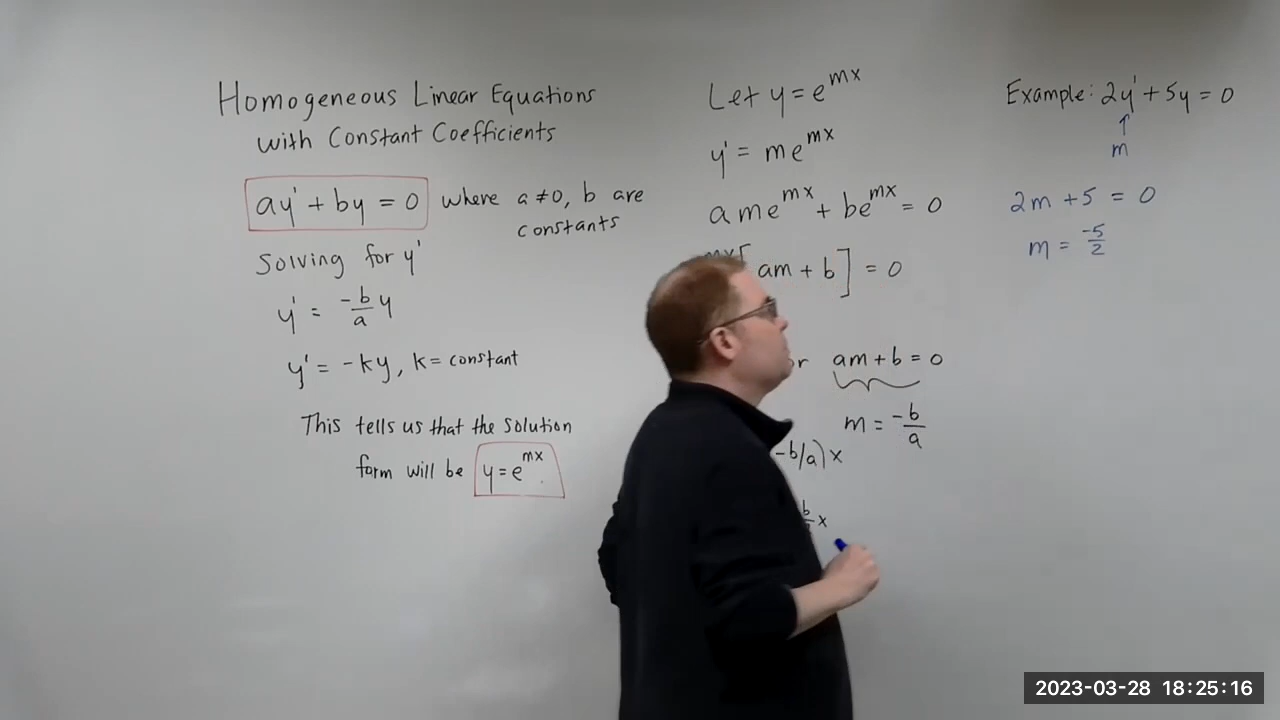 Homogeneous Linear Equations
with Constant Coefficients
ay' + by = 0 where a ≠ 0, b are
constants
Solving for y'
y' = -b/a y
y' = -ky, k = constant
This tells us that the solution
form will be y = e^mx.
Let y = e^mx
y' = me^mx
ame^mx + be^mx = 0
am + b] = 0
am + b = 0
m = -b/a
-b/a)x
x
Example: 2y' + 5y = 0
↑
m
2m + 5 = 0
m = -5/2
2023-03-28 18:25:16